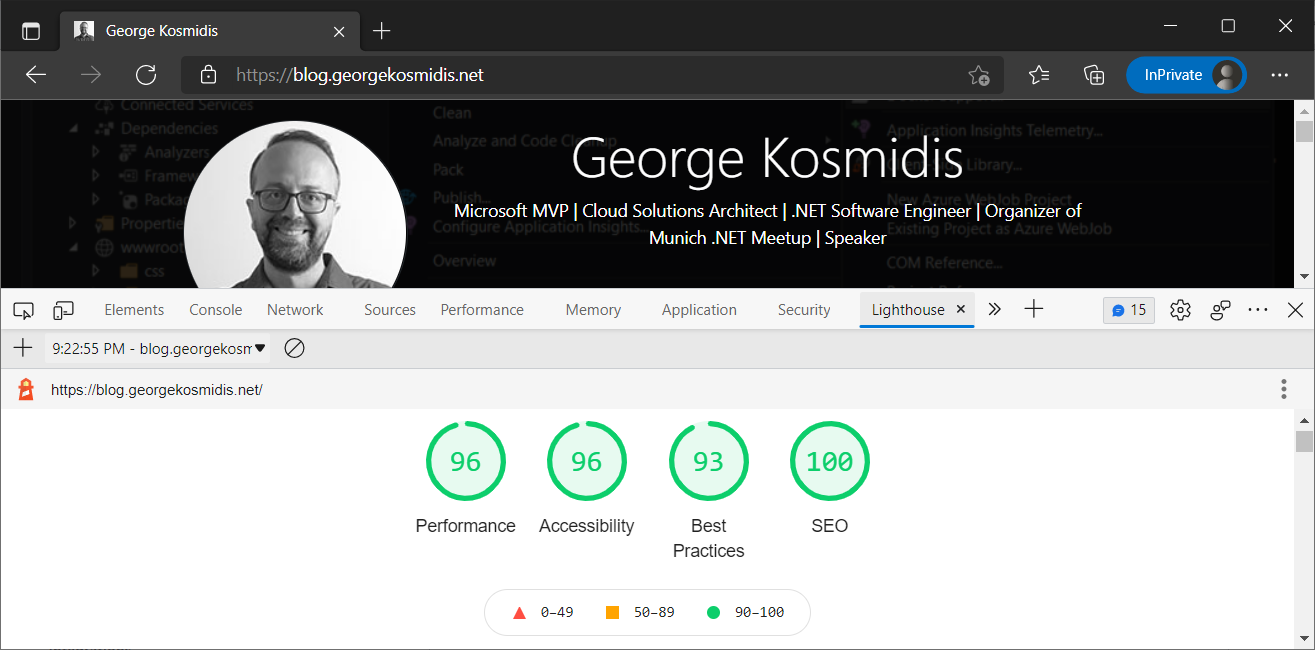 George Kosmidis
https://blog.georgekosmidis.net
InPrivate
Connected Services
Dependencies
Analyzers
Clean
Analyze and Code Cleanup
Pack
Publish...
Configure Application Insights...
Overview
Properties
wwwroot
css
Application Insights Telemetry...
Library...
New Azure WebJob Project
Existing Project as Azure WebJob
COM Reference...
George Kosmidis
Microsoft MVP | Cloud Solutions Architect | .NET Software Engineer | Organizer of
Munich .NET Meetup | Speaker
Elements Console Network Sources Performance Memory Application Security Lighthouse 15
9:22:55 PM - blog.georgekosm
https://blog.georgekosmidis.net/
96 96 93 100
Performance Accessibility Best Practices SEO
0–49 50–89 90–100